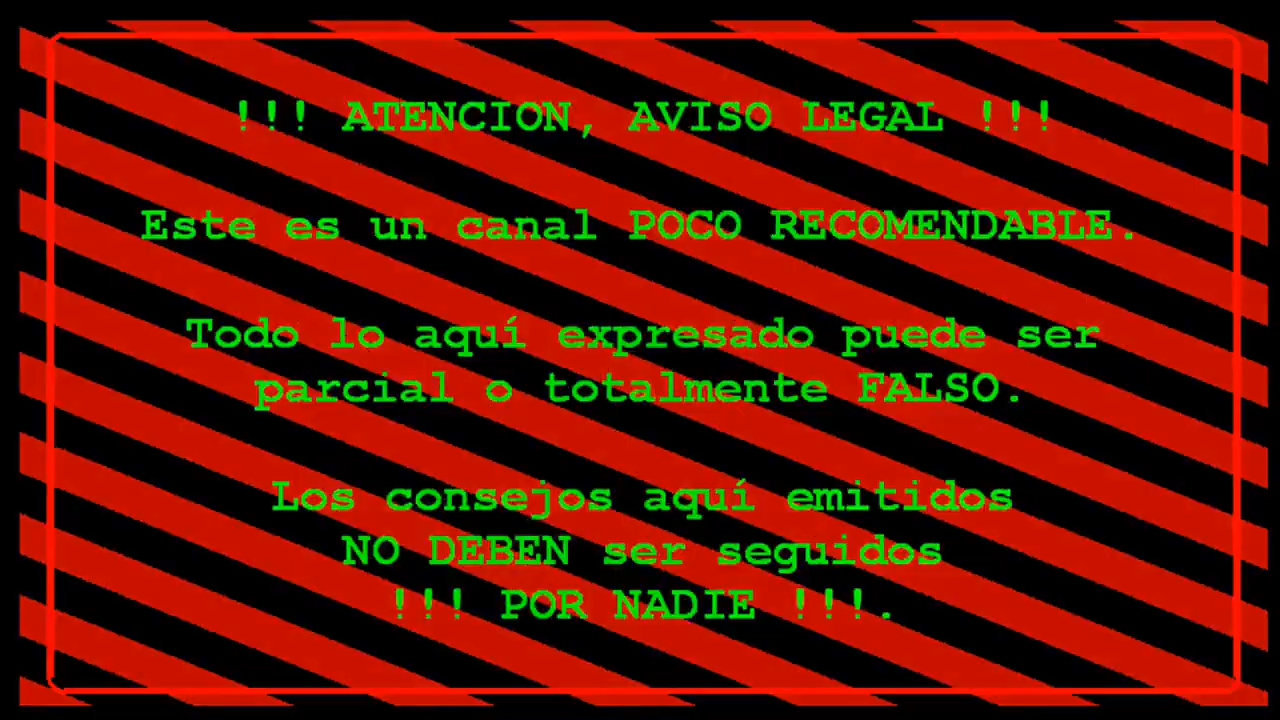 !!! ATENCION, AVISO LEGAL !!!
Este es un canal POCO RECOMENDABLE.
Todo lo aquí expresado puede ser
parcial o totalmente FALSO.
Los consejos aquí emitidos
NO DEBEN ser seguidos
!!! POR NADIE !!!.